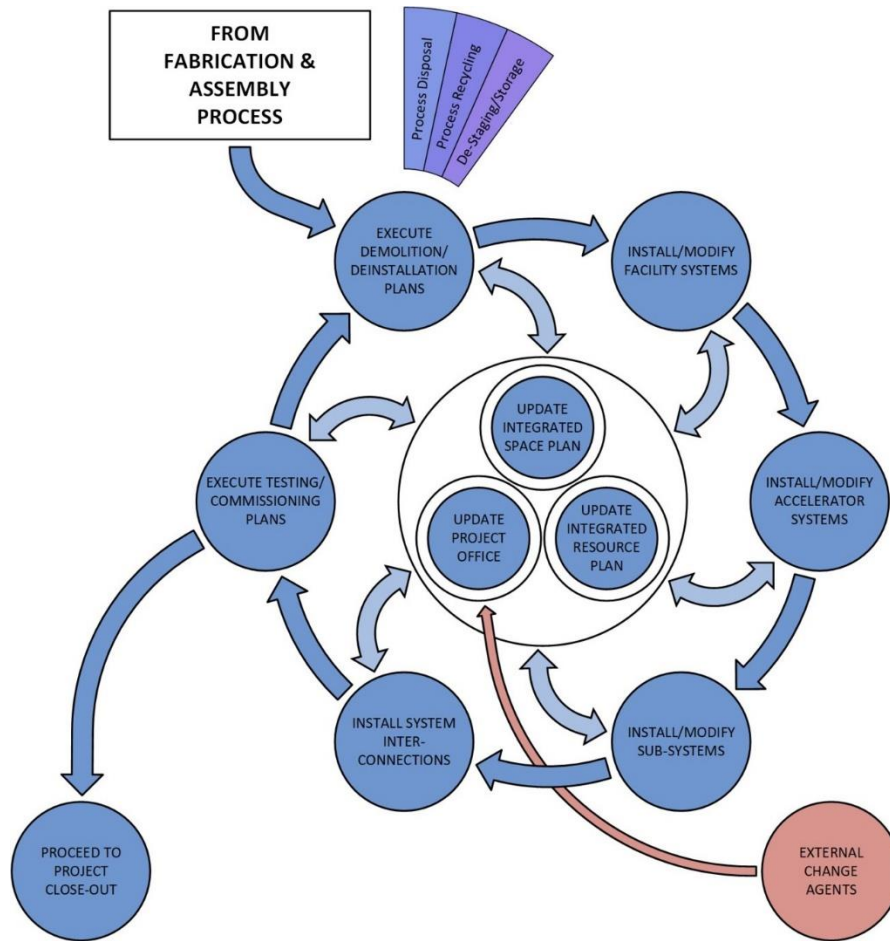 FROM
FABRICATION &
ASSEMBLY
PROCESS
Process Disposal
Process Recycling
De-Staging/Storage
EXECUTE
DEMOLITION/
DEINSTALLATION
PLANS
INSTALL/MODIFY
FACILITY SYSTEMS
UPDATE
INTEGRATED
SPACE PLAN
EXECUTE TESTING/
COMMISSIONING
PLANS
UPDATE
PROJECT
OFFICE
UPDATE
INTEGRATED
RESOURCE
PLAN
INSTALL/MODIFY
ACCELERATOR
SYSTEMS
INSTALL SYSTEM
INTER-
CONNECTIONS
INSTALL/MODIFY
SUB-SYSTEMS
PROCEED TO
PROJECT
CLOSE-OUT
EXTERNAL
CHANGE
AGENTS